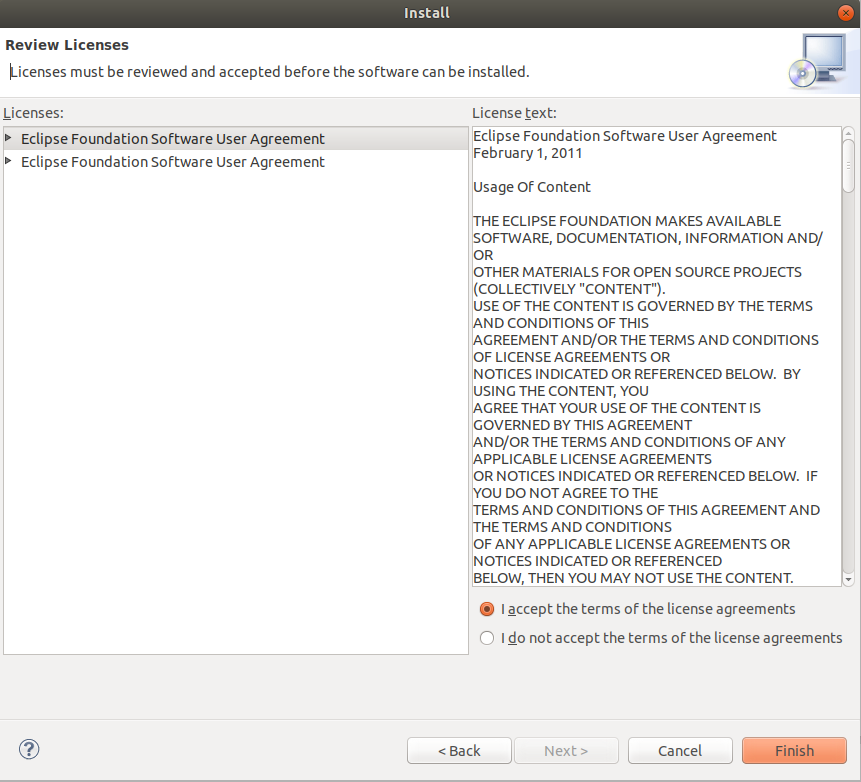 Install
Review Licenses
Licenses must be reviewed and accepted before the software can be installed.
Licenses:
Eclipse Foundation Software User Agreement
Eclipse Foundation Software User Agreement
License text:
Eclipse Foundation Software User Agreement
February 1, 2011
Usage Of Content
THE ECLIPSE FOUNDATION MAKES AVAILABLE
SOFTWARE, DOCUMENTATION, INFORMATION AND/
OR
OTHER MATERIALS FOR OPEN SOURCE PROJECTS
(COLLECTIVELY "CONTENT").
USE OF THE CONTENT IS GOVERNED BY THE TERMS
AND CONDITIONS OF THIS
AGREEMENT AND/OR THE TERMS AND CONDITIONS
OF LICENSE AGREEMENTS OR
NOTICES INDICATED OR REFERENCED BELOW.  BY
USING THE CONTENT, YOU
AGREE THAT YOUR USE OF THE CONTENT IS
GOVERNED BY THIS AGREEMENT
AND/OR THE TERMS AND CONDITIONS OF ANY
APPLICABLE LICENSE AGREEMENTS
OR NOTICES INDICATED OR REFERENCED BELOW.  IF
YOU DO NOT AGREE TO THE
TERMS AND CONDITIONS OF THIS AGREEMENT AND
THE TERMS AND CONDITIONS
OF ANY APPLICABLE LICENSE AGREEMENTS OR
NOTICES INDICATED OR REFERENCED
BELOW, THEN YOU MAY NOT USE THE CONTENT.
I accept the terms of the license agreements
I do not accept the terms of the license agreements
?
< Back
Next >
Cancel
Finish